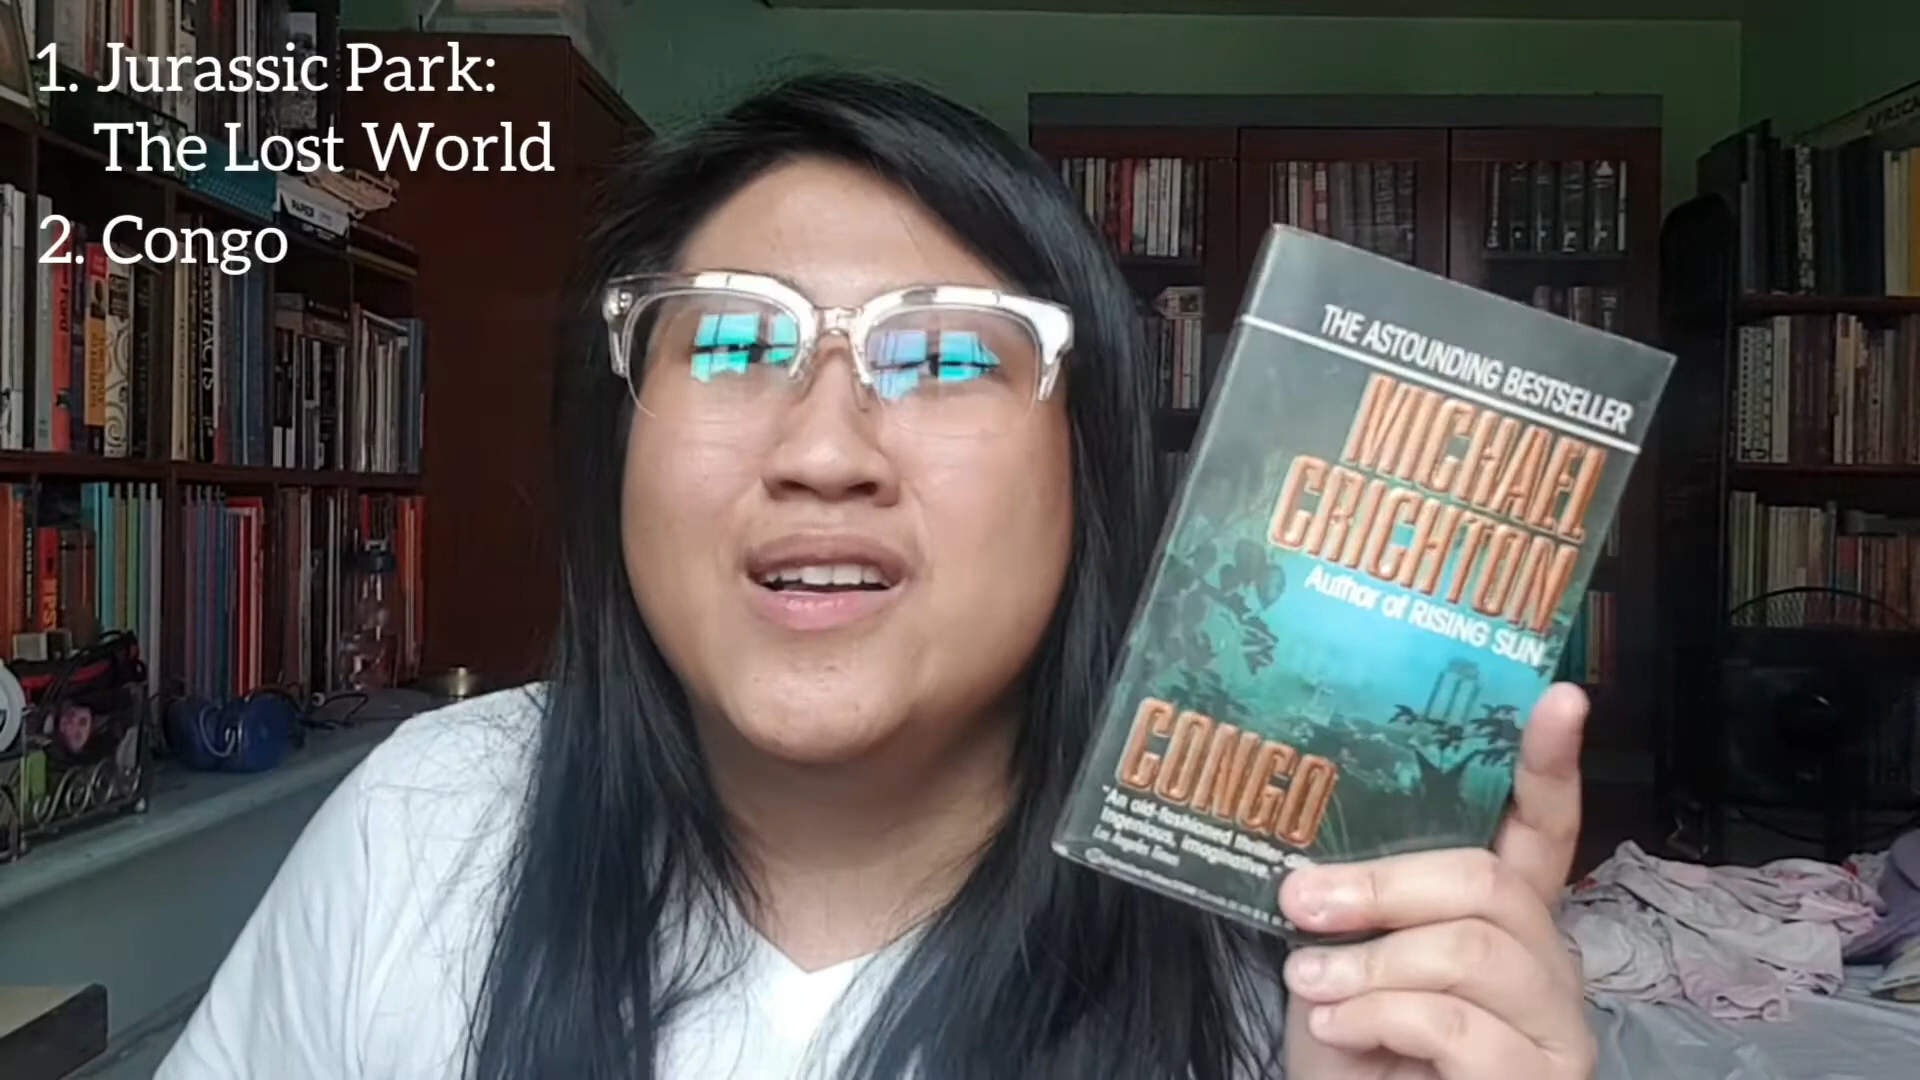 1. Jurassic Park:
The Lost World
2. Congo
THE ASTOUNDING BESTSELLER
MICHAEL
CRICHTON
Author of RISING SUN
CONGO
"An old-fashioned thriller
Ingenious, imaginative."
Los Angeles Times